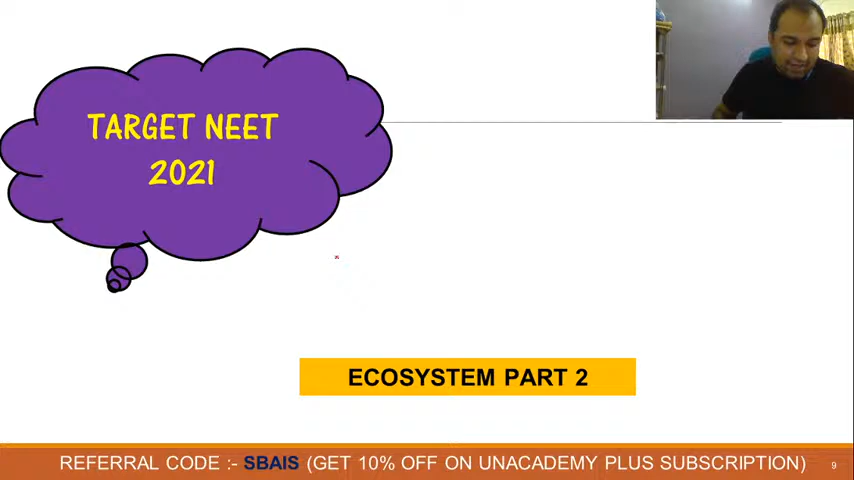 TARGET NEET
2021
ECOSYSTEM PART 2
REFERRAL CODE :- SBAIS (GET 10% OFF ON UNACADEMY PLUS SUBSCRIPTION)
9